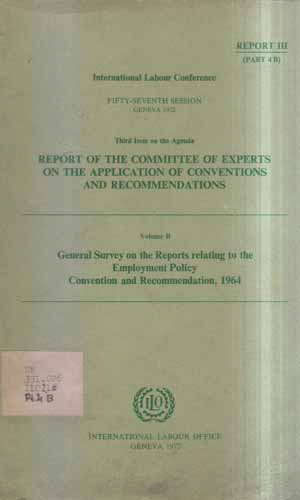 REPORT III
(PART 4 B)
International Labour Conference
FIFTY-SEVENTH SESSION
GENEVA 1972
Third Item on the Agenda
REPORT OF THE COMMITTEE OF EXPERTS
ON THE APPLICATION OF CONVENTIONS
AND RECOMMENDATIONS
Volume B
General Survey on the Reports relating to the
Employment Policy
Convention and Recommendation, 1964
ILO
INTERNATIONAL LABOUR OFFICE
GENEVA 1972